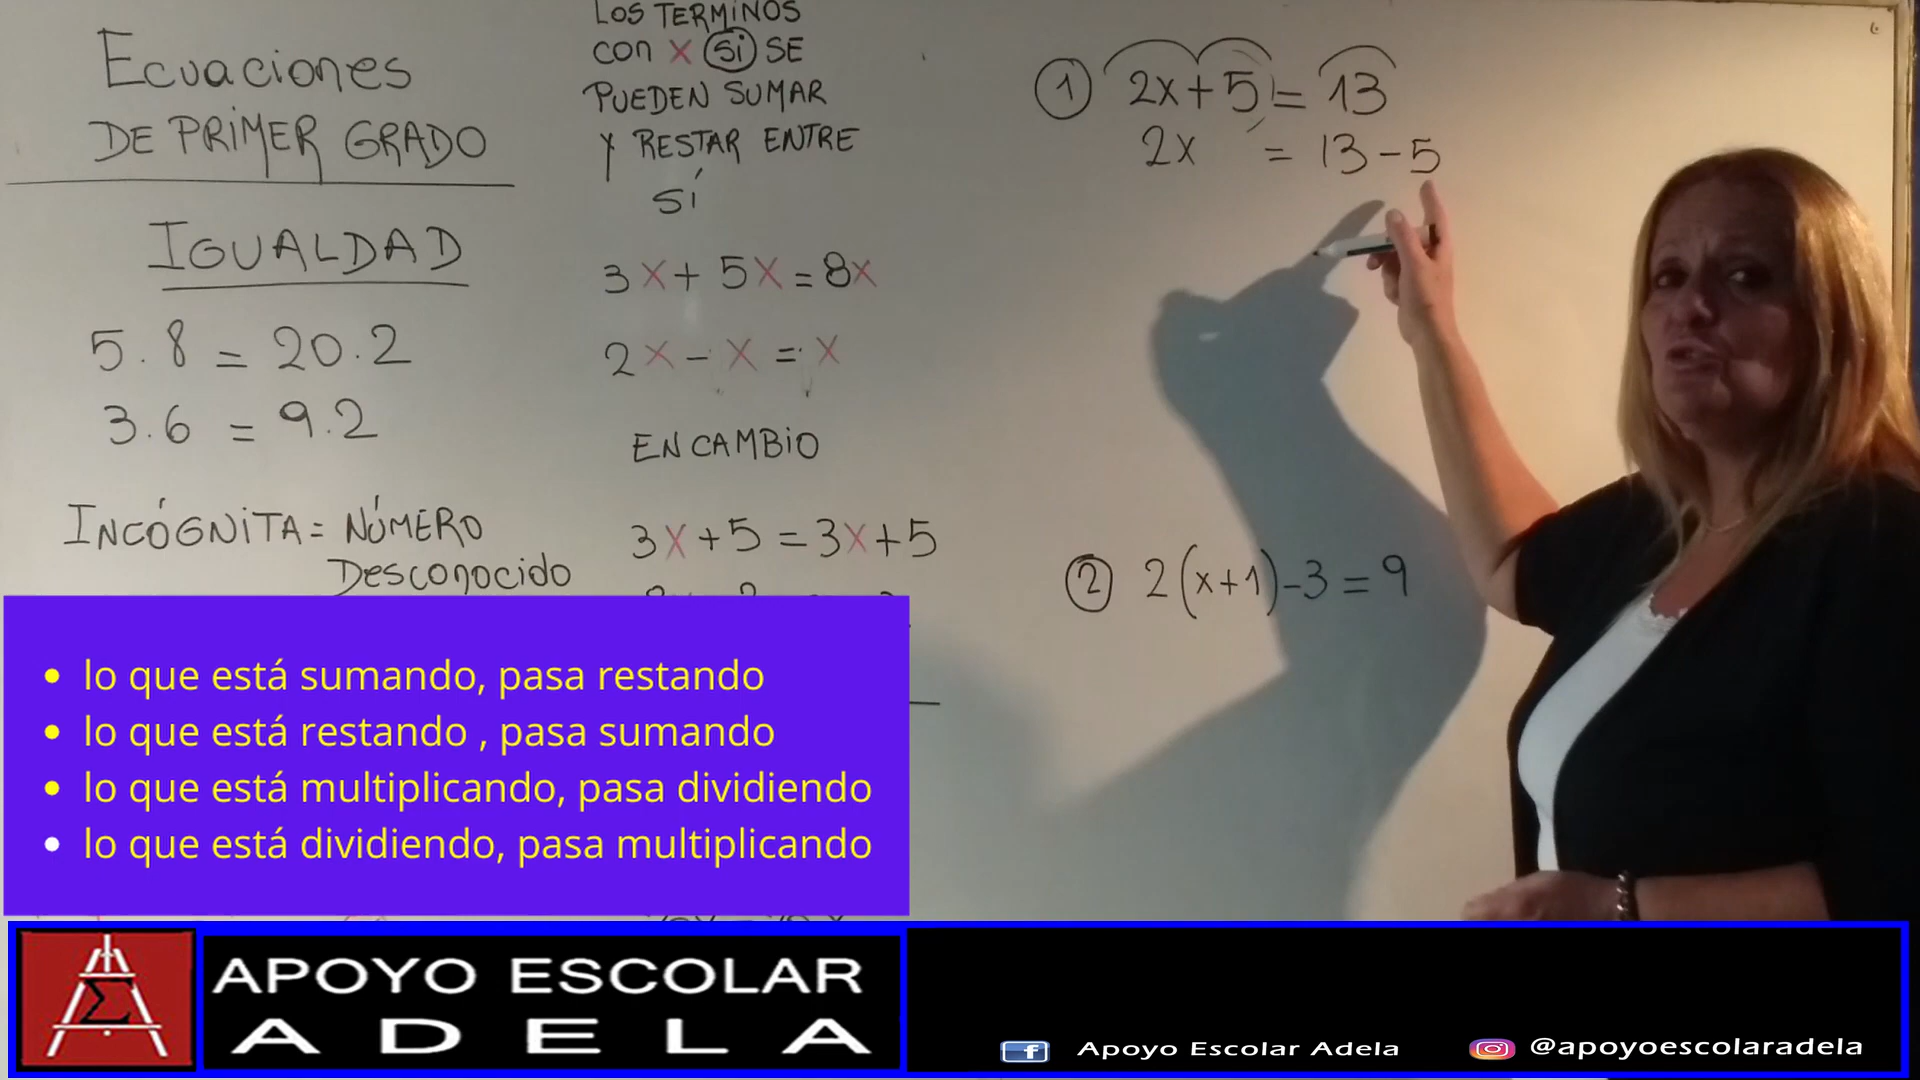 Ecuaciones
DE PRIMER GRADO
IGUALDAD
5.8 = 20.2
3.6 = 9.2
INCÓGNITA = NÚMERO
DESCONOCIDO
LOS TERMINOS
con x SI SE
PUEDEN SUMAR
Y RESTAR ENTRE
SÍ
3x + 5x = 8x
2x - x = x
EN CAMBIO
3x + 5 = 3x + 5
① 2x + 5 = 13
2x = 13 - 5
② 2(x+1) - 3 = 9
• lo que está sumando, pasa restando
• lo que está restando , pasa sumando
• lo que está multiplicando, pasa dividiendo
• lo que está dividiendo, pasa multiplicando
APOYO ESCOLAR
ADELA
Apoyo Escolar Adela
@apoyoescolaradela